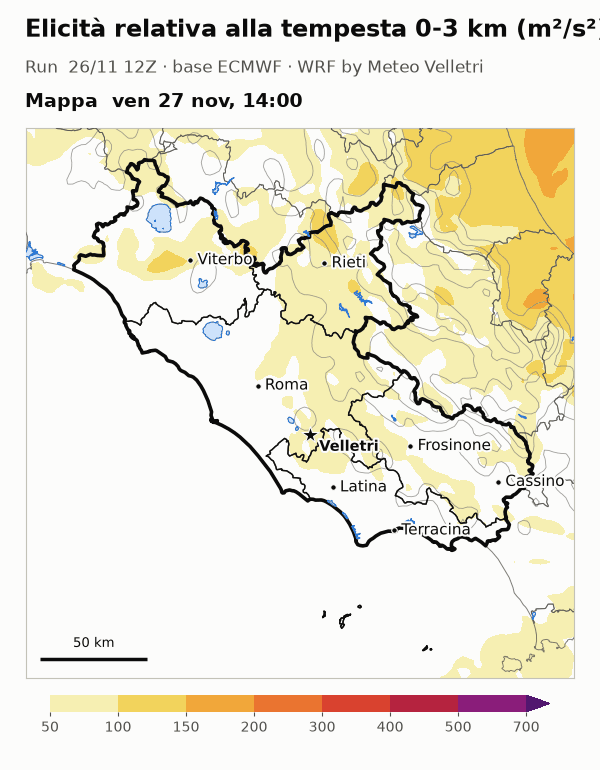 Elicità relativa alla tempesta 0-3 km (m²/s²)
Run  26/11 12Z · base ECMWF · WRF by Meteo Velletri
Mappa  ven 27 nov, 14:00
Viterbo
Rieti
Roma
Velletri
Frosinone
Latina
Cassino
Terracina
50 km
50 100 150 200 300 400 500 700